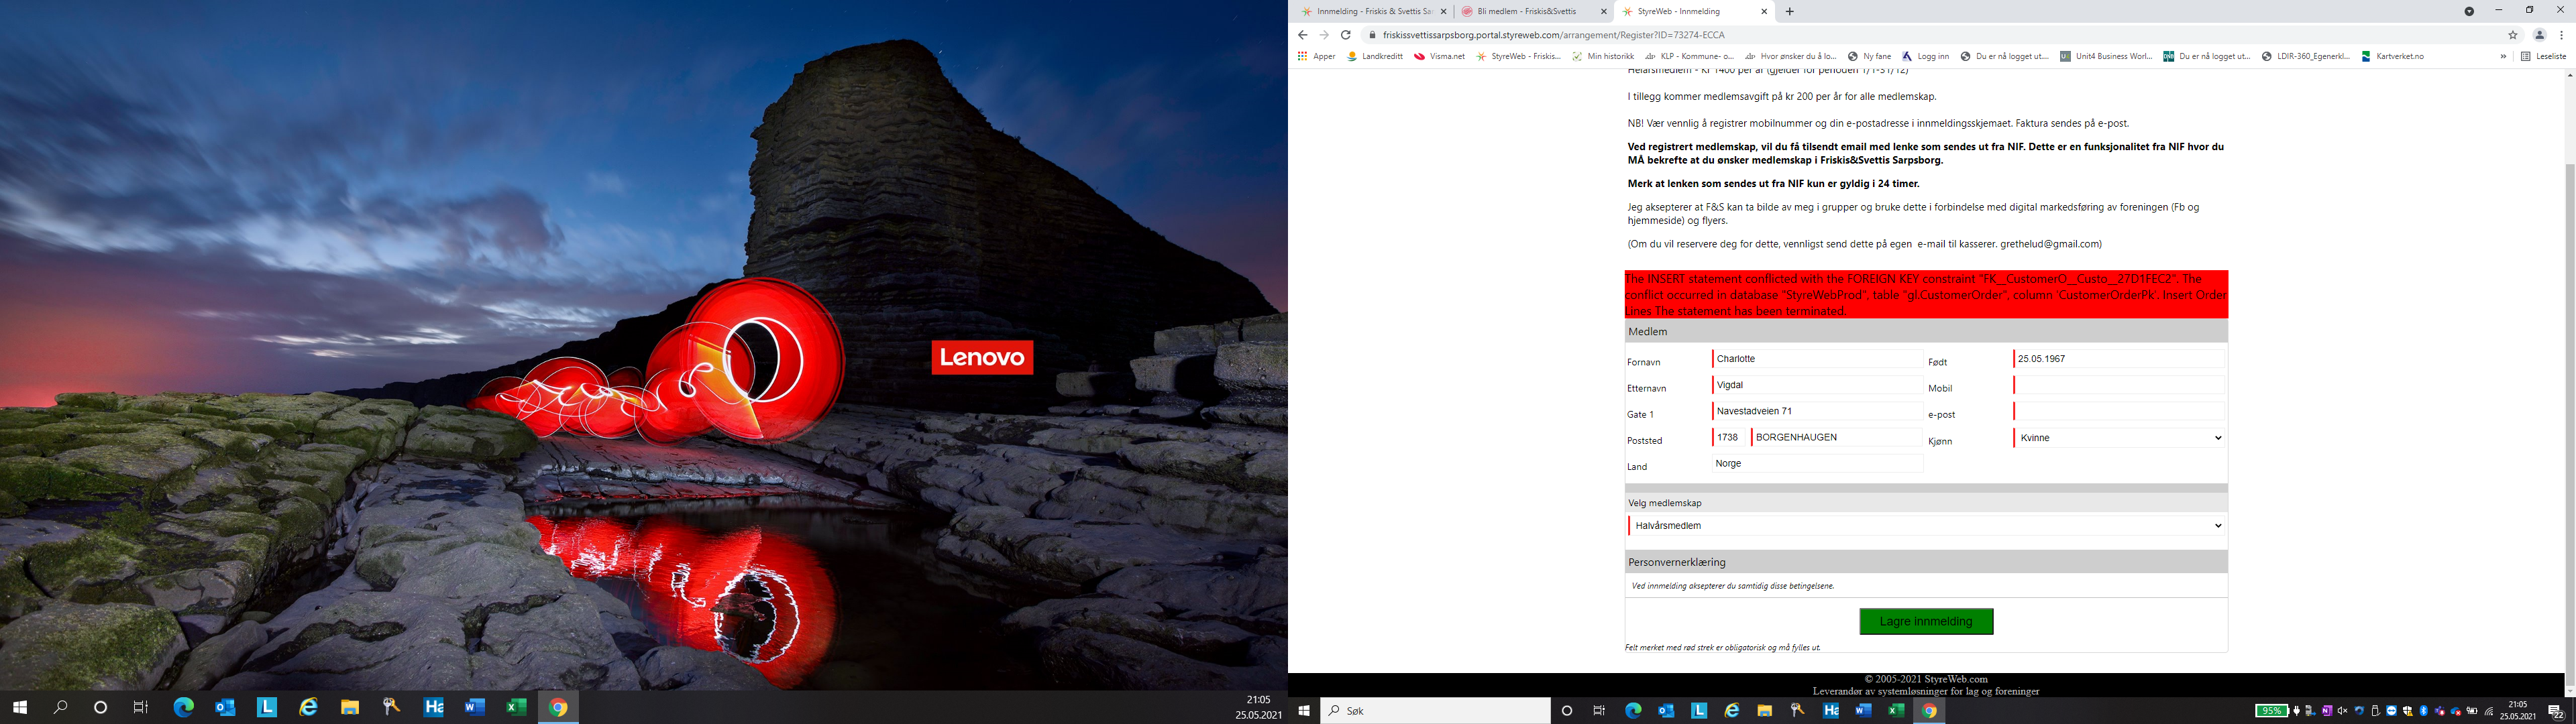 Lenovo
21:05
25.05.2021
Innmelding - Friskis & Svettis Sa
Bli medlem - Friskis&Svettis
StyreWeb - Innmelding
friskissvettissarpsborg.portal.styreweb.com/arrangement/Register?ID=73274-ECCA
Apper
Landkreditt
Visma.net
StyreWeb - Friskis...
Min historikk
KLP - Kommune- o...
Hvor ønsker du å lo...
Ny fane
Logg inn
Du er nå logget ut....
Unit4 Business Worl...
Du er nå logget ut...
LDIR-360_Egenerkl...
Kartverket.no
»
Leseliste
Helårsmedlem - Kr 1400 per år (gjelder for perioden 1/1-31/12)
I tillegg kommer medlemsavgift på kr 200 per år for alle medlemskap.
NB! Vær vennlig å registrer mobilnummer og din e-postadresse i innmeldingsskjemaet. Faktura sendes på e-post.
Ved registrert medlemskap, vil du få tilsendt email med lenke som sendes ut fra NIF. Dette er en funksjonalitet fra NIF hvor du
MÅ bekrefte at du ønsker medlemskap i Friskis&Svettis Sarpsborg.
Merk at lenken som sendes ut fra NIF kun er gyldig i 24 timer.
Jeg aksepterer at F&S kan ta bilde av meg i grupper og bruke dette i forbindelse med digital markedsføring av foreningen (Fb og
hjemmeside) og flyers.
(Om du vil reservere deg for dette, vennligst send dette på egen e-mail til kasserer. grethelud@gmail.com)
The INSERT statement conflicted with the FOREIGN KEY constraint "FK__CustomerO__Custo__27D1FEC2". The
conflict occurred in database "StyreWebProd", table "gl.CustomerOrder", column 'CustomerOrderPk'. Insert Order
Lines The statement has been terminated.
Medlem
Fornavn Charlotte Født 25.05.1967
Etternavn Vigdal Mobil
Gate 1 Navestadveien 71 e-post
Poststed 1738 BORGENHAUGEN Kjønn Kvinne
Land Norge
Velg medlemskap
Halvårsmedlem
Personvernerklæring
Ved innmelding aksepterer du samtidig disse betingelsene.
Lagre innmelding
Felt merket med rød strek er obligatorisk og må fylles ut.
© 2005-2021 StyreWeb.com
Leverandør av systemløsninger for lag og foreninger
Søk
95%
21:05
25.05.2021
22